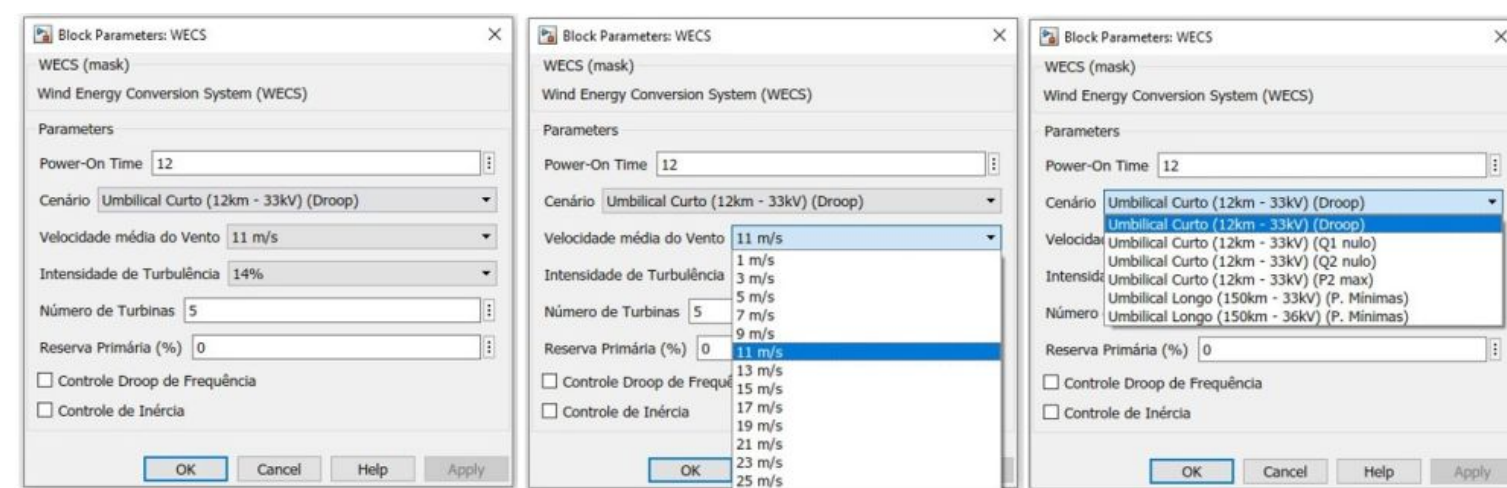 Block Parameters: WECS
WECS (mask)
Wind Energy Conversion System (WECS)
Parameters
Power-On Time 12
Cenário Umbilical Curto (12km - 33kV) (Droop)
Velocidade média do Vento 11 m/s
Intensidade de Turbulência 14%
Número de Turbinas 5
Reserva Primária (%) 0
Controle Droop de Frequência
Controle de Inércia
OK Cancel Help Apply
Block Parameters: WECS
WECS (mask)
Wind Energy Conversion System (WECS)
Parameters
Power-On Time 12
Cenário Umbilical Curto (12km - 33kV) (Droop)
Velocidade média do Vento 11 m/s
1 m/s
Intensidade de Turbulência 3 m/s
5 m/s
Número de Turbinas 5 7 m/s
9 m/s
Reserva Primária (%) 0 11 m/s
13 m/s
Controle Droop de Frequê 15 m/s
17 m/s
Controle de Inércia 19 m/s
21 m/s
OK 23 m/s
25 m/s
Block Parameters: WECS
WECS (mask)
Wind Energy Conversion System (WECS)
Parameters
Power-On Time 12
Cenário Umbilical Curto (12km - 33kV) (Droop)
Umbilical Curto (12km - 33kV) (Droop)
Velocida Umbilical Curto (12km - 33kV) (Q1 nulo)
Umbilical Curto (12km - 33kV) (Q2 nulo)
Intensida Umbilical Curto (12km - 33kV) (P2 max)
Umbilical Longo (150km - 33kV) (P. Mínimas)
Número Umbilical Longo (150km - 36kV) (P. Mínimas)
Reserva Primária (%) 0
Controle Droop de Frequência
Controle de Inércia
OK Cancel Help Apply